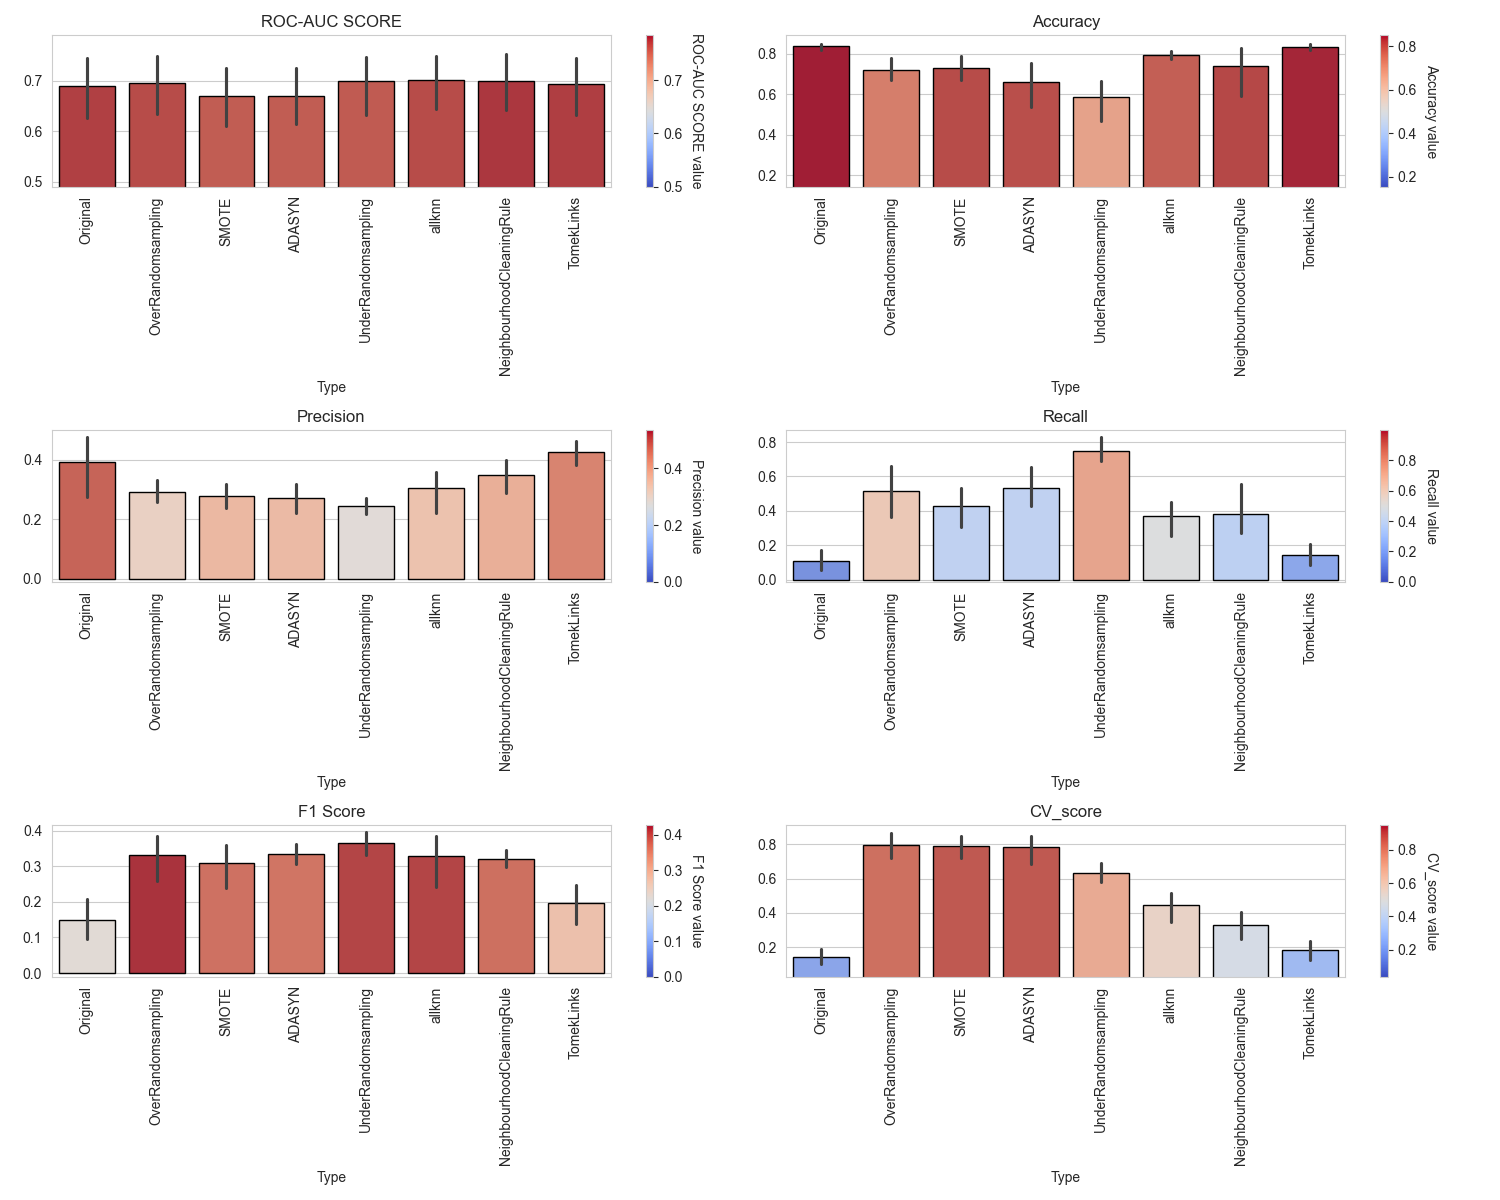 ROC-AUC SCORE
0.7
0.6
0.5
Original
OverRandomsampling
SMOTE
ADASYN
UnderRandomsampling
allknn
NeighbourhoodCleaningRule
TomekLinks
Type
0.7
0.6
0.5
ROC-AUC SCORE value
Accuracy
0.8
0.6
0.4
0.2
Original
OverRandomsampling
SMOTE
ADASYN
UnderRandomsampling
allknn
NeighbourhoodCleaningRule
TomekLinks
Type
0.8
0.6
0.4
0.2
Accuracy value
Precision
0.4
0.2
0.0
Original
OverRandomsampling
SMOTE
ADASYN
UnderRandomsampling
allknn
NeighbourhoodCleaningRule
TomekLinks
Type
0.4
0.2
0.0
Precision value
Recall
0.8
0.6
0.4
0.2
0.0
Original
OverRandomsampling
SMOTE
ADASYN
UnderRandomsampling
allknn
NeighbourhoodCleaningRule
TomekLinks
Type
0.8
0.6
0.4
0.2
0.0
Recall value
F1 Score
0.4
0.3
0.2
0.1
0.0
Original
OverRandomsampling
SMOTE
ADASYN
UnderRandomsampling
allknn
NeighbourhoodCleaningRule
TomekLinks
Type
0.4
0.3
0.2
0.1
0.0
F1 Score value
CV_score
0.8
0.6
0.4
0.2
Original
OverRandomsampling
SMOTE
ADASYN
UnderRandomsampling
allknn
NeighbourhoodCleaningRule
TomekLinks
Type
0.8
0.6
0.4
0.2
CV_score value